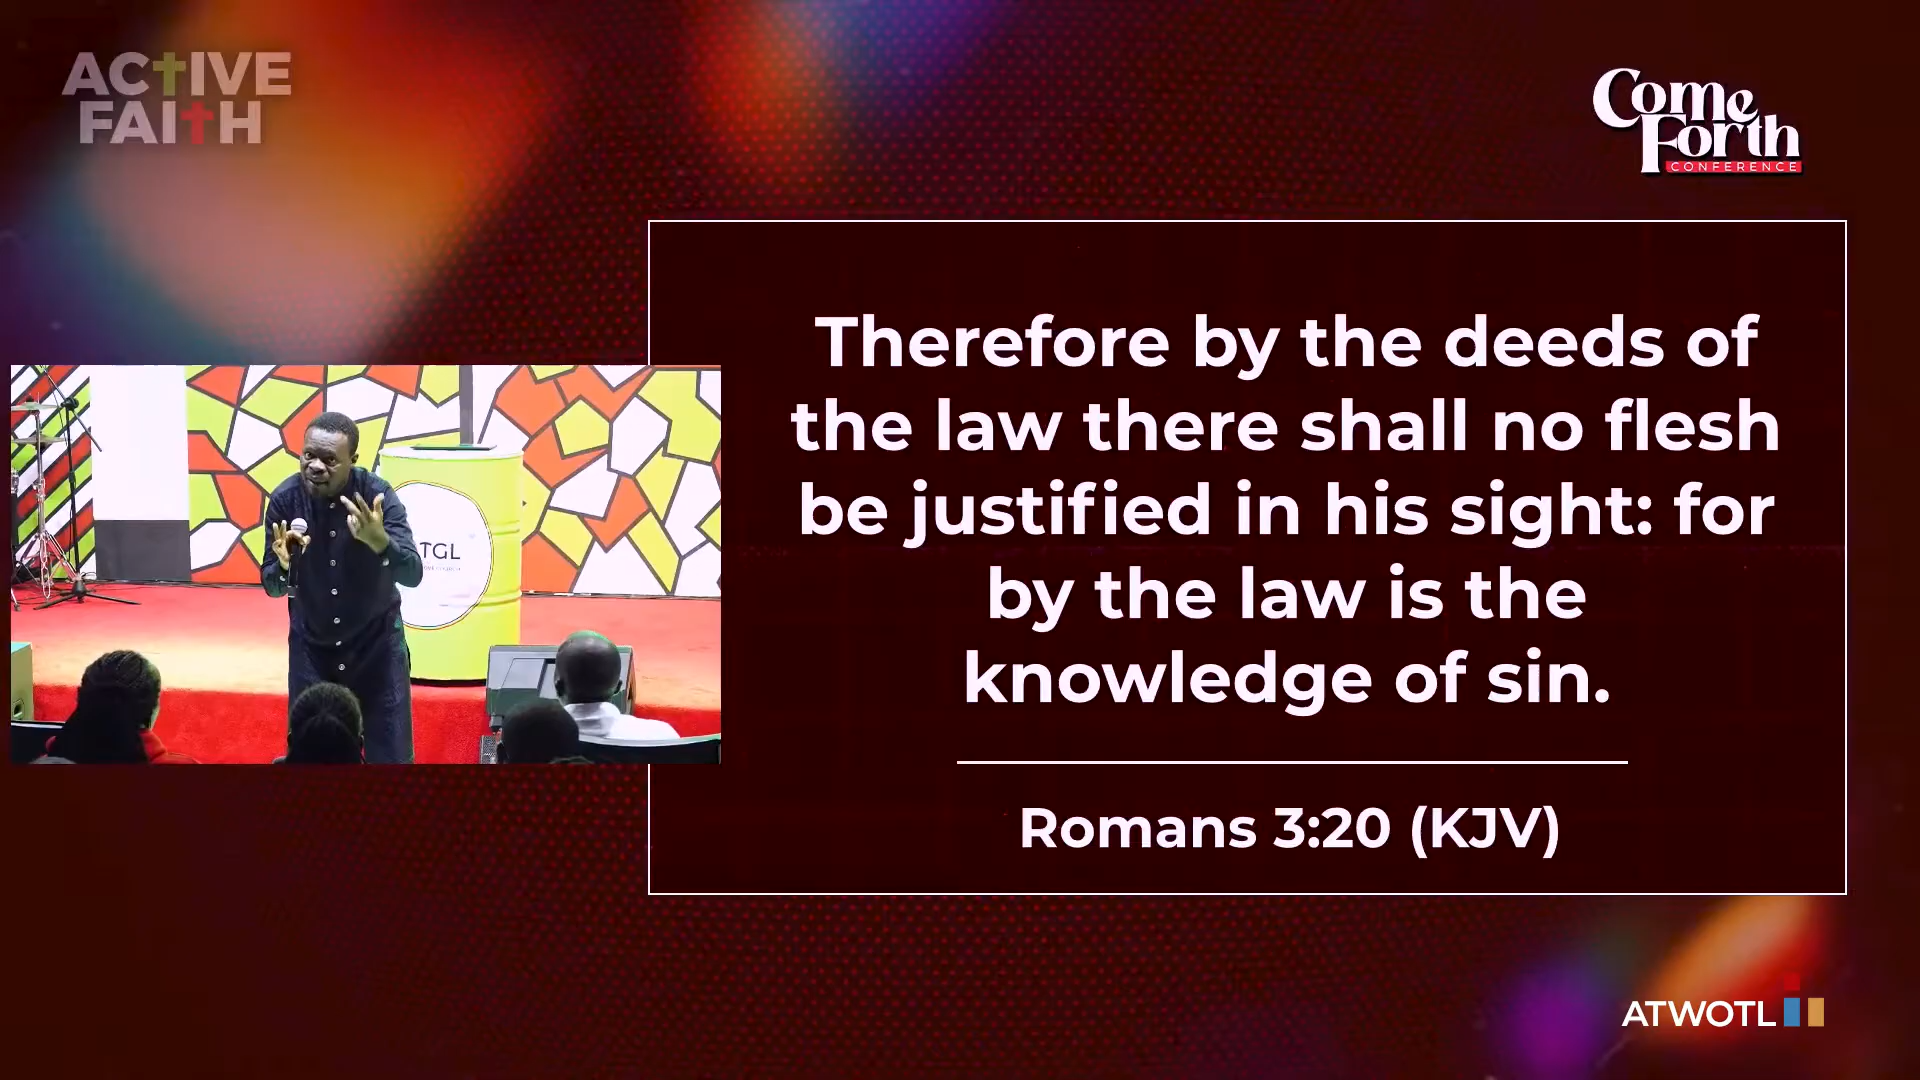 ACTIVE
FAITH
Come
Forth
CONFERENCE
Therefore by the deeds of
the law there shall no flesh
be justified in his sight: for
by the law is the
knowledge of sin.
Romans 3:20 (KJV)
TGL
ATWOTL